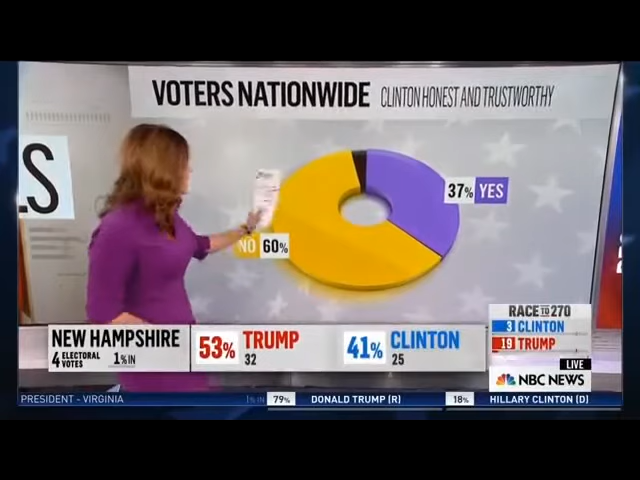 VOTERS NATIONWIDE CLINTON HONEST AND TRUSTWORTHY
LS
37% YES
NO 60%
NEW HAMPSHIRE
4 ELECTORAL VOTES 1% IN
53% TRUMP
32
41% CLINTON
25
RACE TO 270
3 CLINTON
19 TRUMP
LIVE
NBC NEWS
PRESIDENT - VIRGINIA 1% IN 79% DONALD TRUMP (R) 18% HILLARY CLINTON (D)